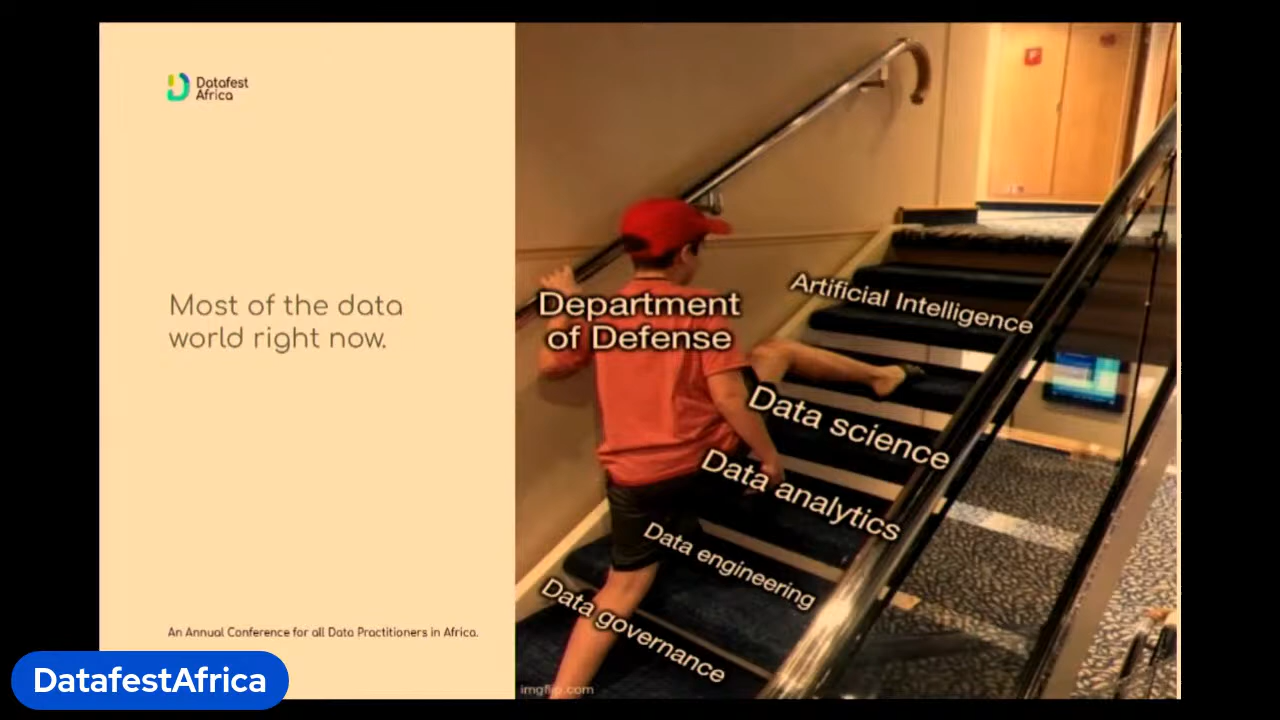 Datafest
Africa
Most of the data
world right now.
An Annual Conference for all Data Practitioners in Africa.
DatafestAfrica
Department
of Defense
Artificial Intelligence
Data science
Data analytics
Data engineering
Data governance
imgflip.com